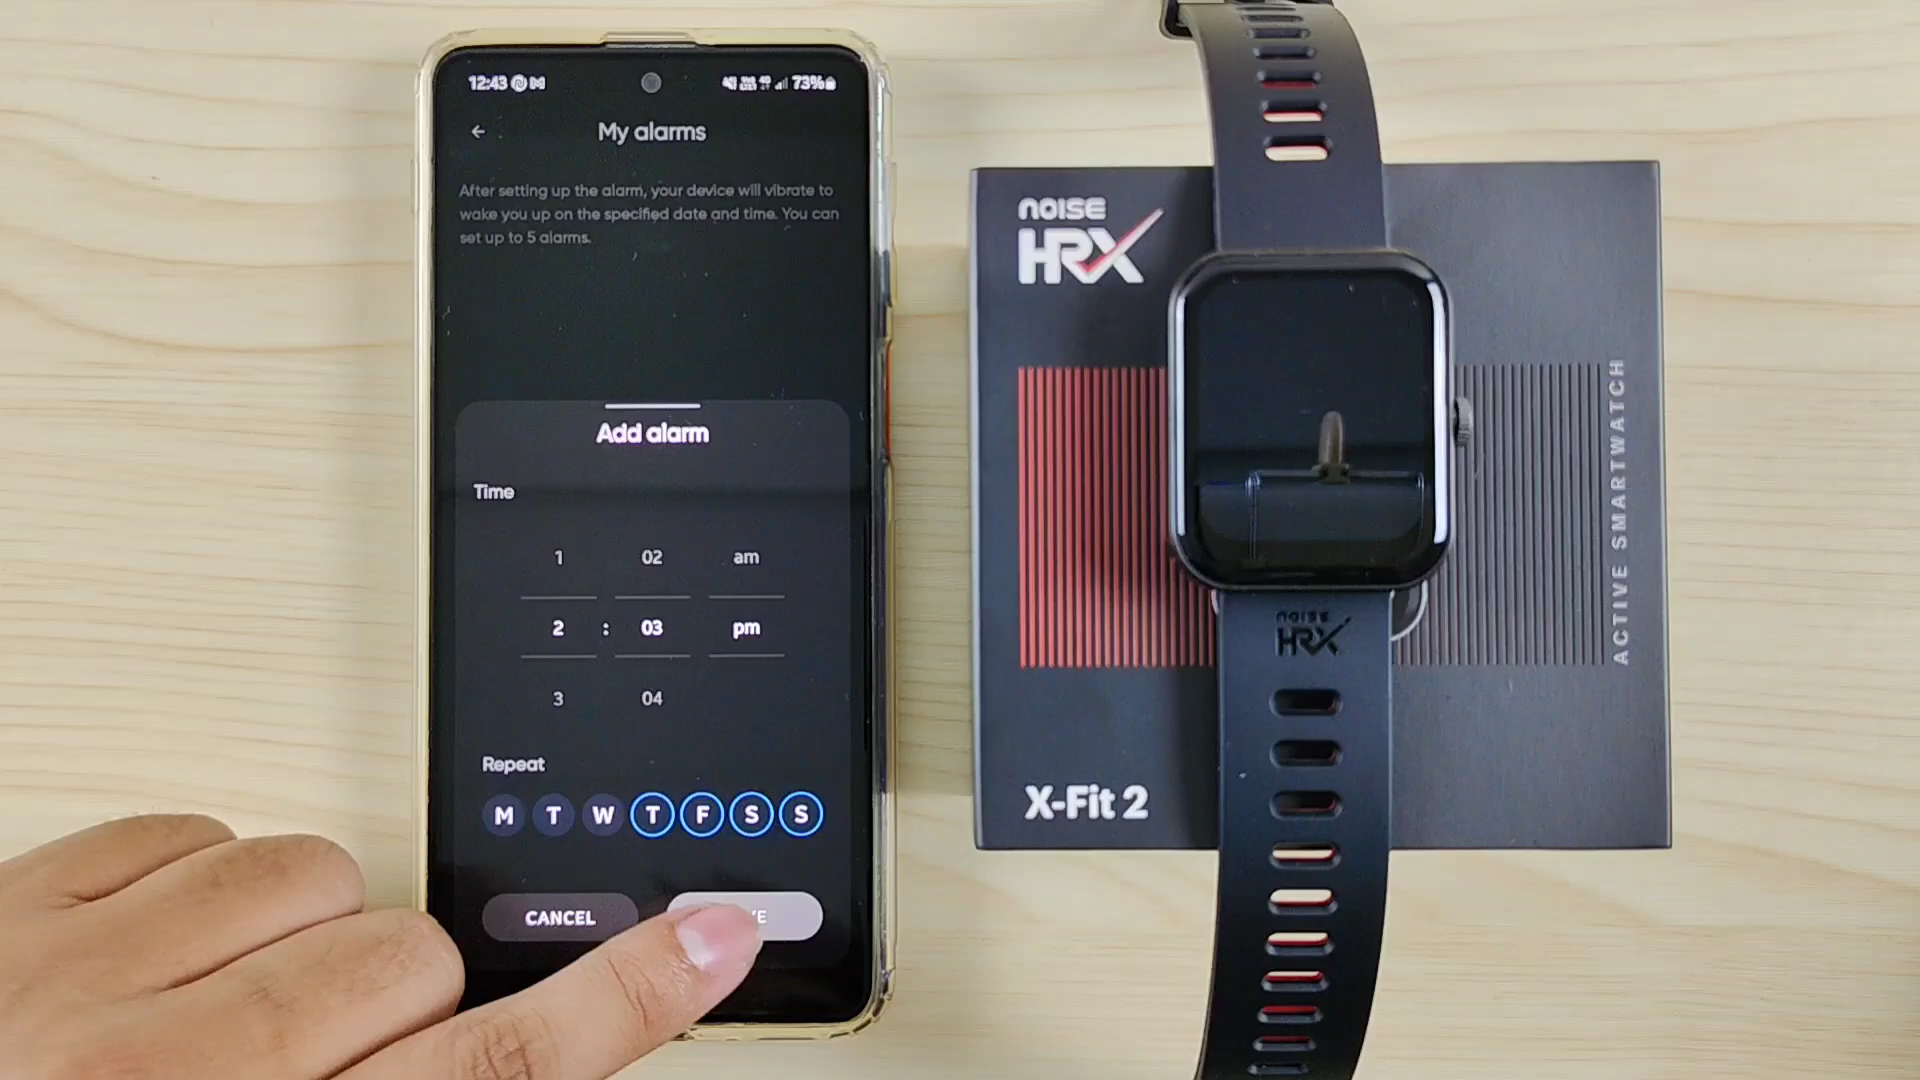 12:43 73%
My alarms
After setting up the alarm, your device will vibrate to
wake you up on the specified date and time. You can
set up to 5 alarms.
Add alarm
Time
1 02 am
2 : 03 pm
3 04
Repeat
M T W T F S S
CANCEL
NOISE
HRX
ACTIVE SMARTWATCH
X-Fit 2
NOISE
HRX